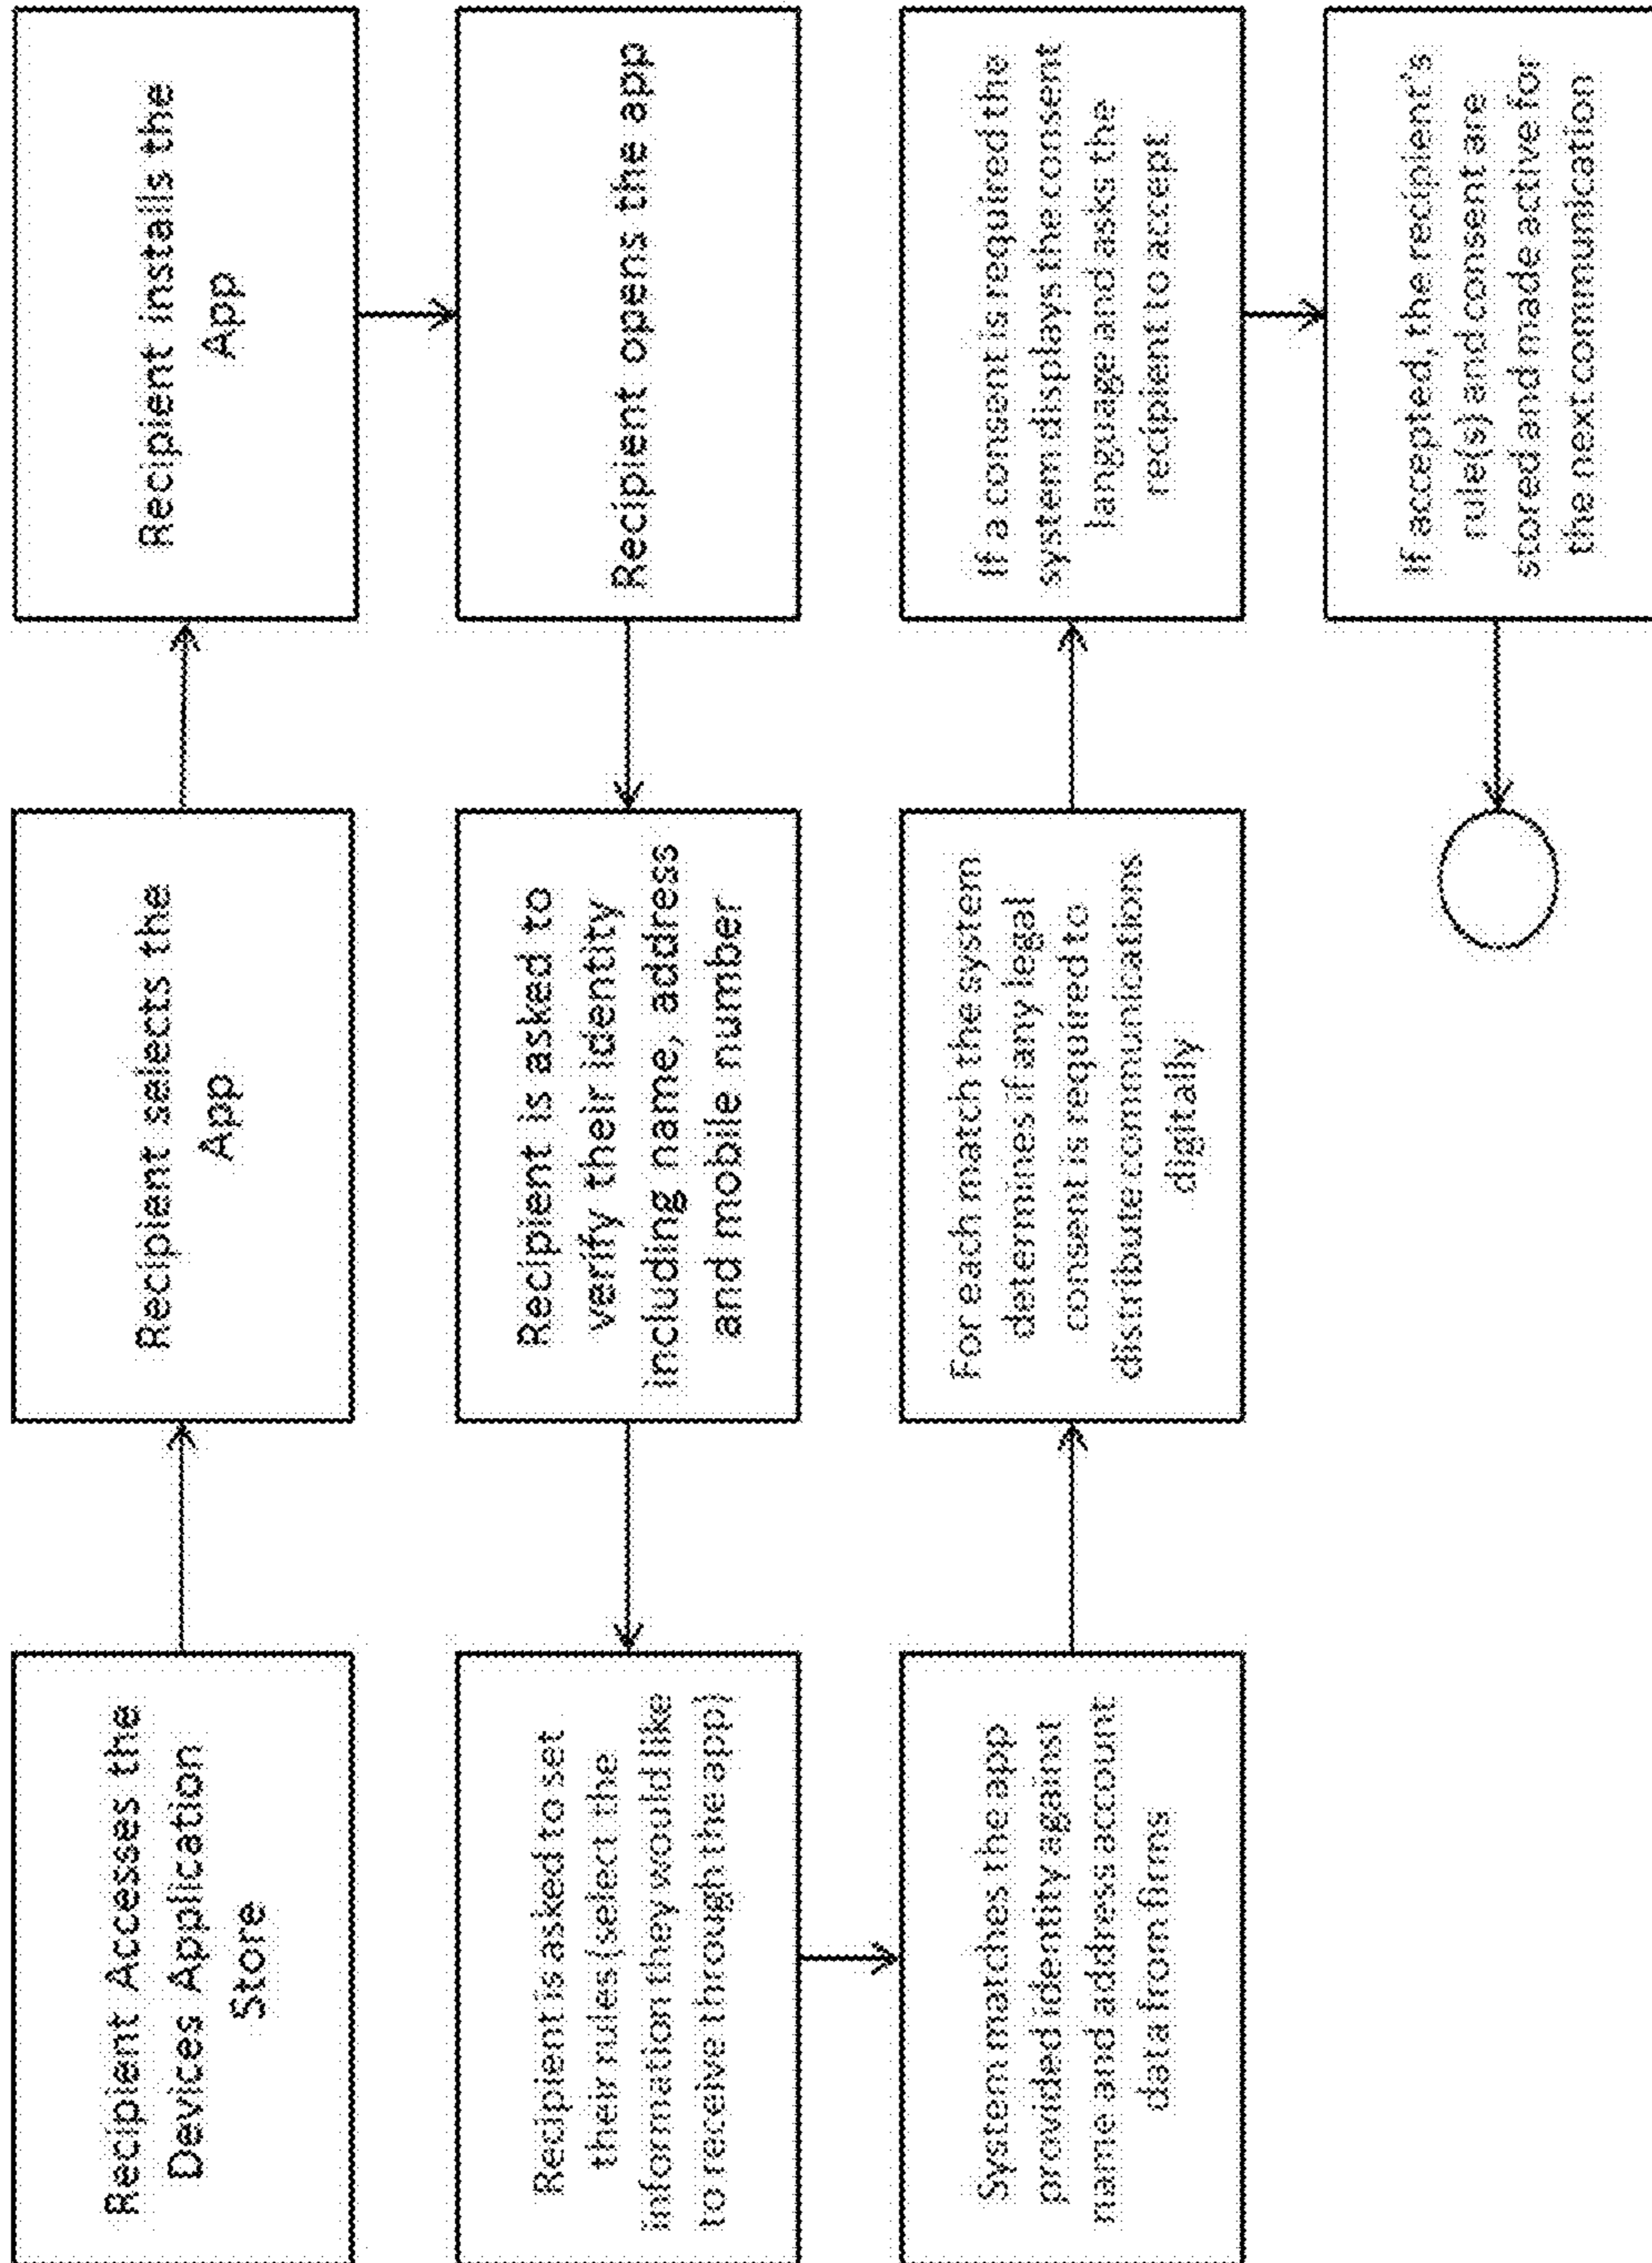 Recipient Accesses the
Devices Application
Store
Recipient selects the
App
Recipient installs the
App
Recipient opens the app
Recipient is asked to
verify their identity
including name, address
and mobile number
Recipient is asked to set
their rules (select the
information they would like
to receive through the app)
System matches the app
provided identity against
name and address account
data from firms
For each match the system
determines if any legal
consent is required to
distribute communications
digitally
If a consent is required the
system displays the consent
language and asks the
recipient to accept
If accepted, the recipient's
rule(s) and consent are
stored and made active for
the next communication